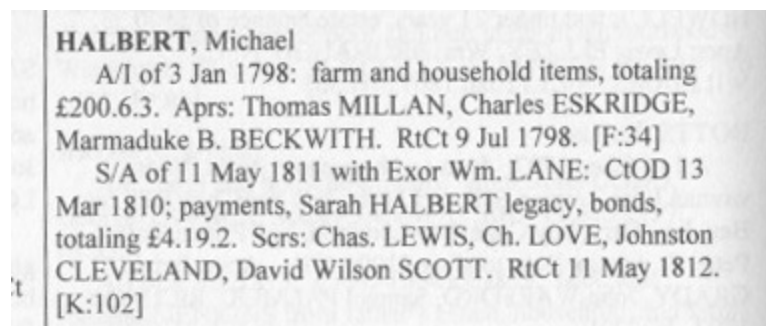 HALBERT, Michael
A/I of 3 Jan 1798: farm and household items, totaling
£200.6.3. Aprs: Thomas MILLAN, Charles ESKRIDGE,
Marmaduke B. BECKWITH. RtCt 9 Jul 1798. [F:34]
S/A of 11 May 1811 with Exor Wm. LANE: CtOD 13
Mar 1810; payments, Sarah HALBERT legacy, bonds,
totaling £4.19.2. Scrs: Chas. LEWIS, Ch. LOVE, Johnston
CLEVELAND, David Wilson SCOTT. RtCt 11 May 1812.
[K:102]